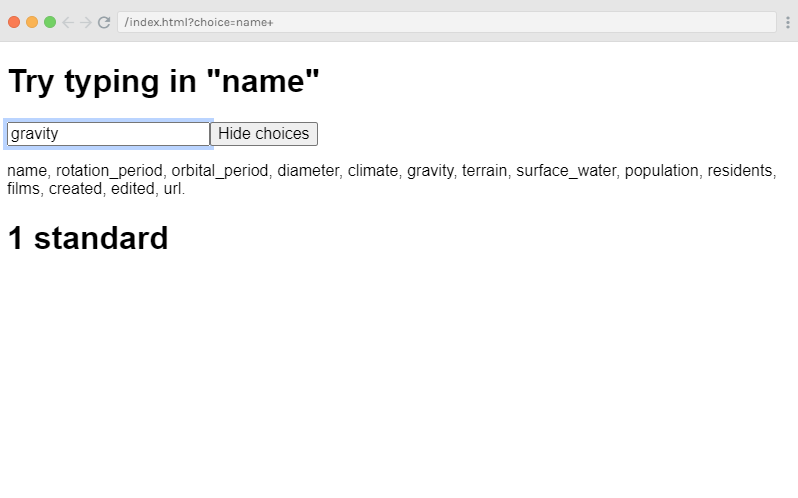 /index.html?choice=name+
Try typing in "name"
gravity Hide choices
name, rotation_period, orbital_period, diameter, climate, gravity, terrain, surface_water, population, residents,
films, created, edited, url.
1 standard